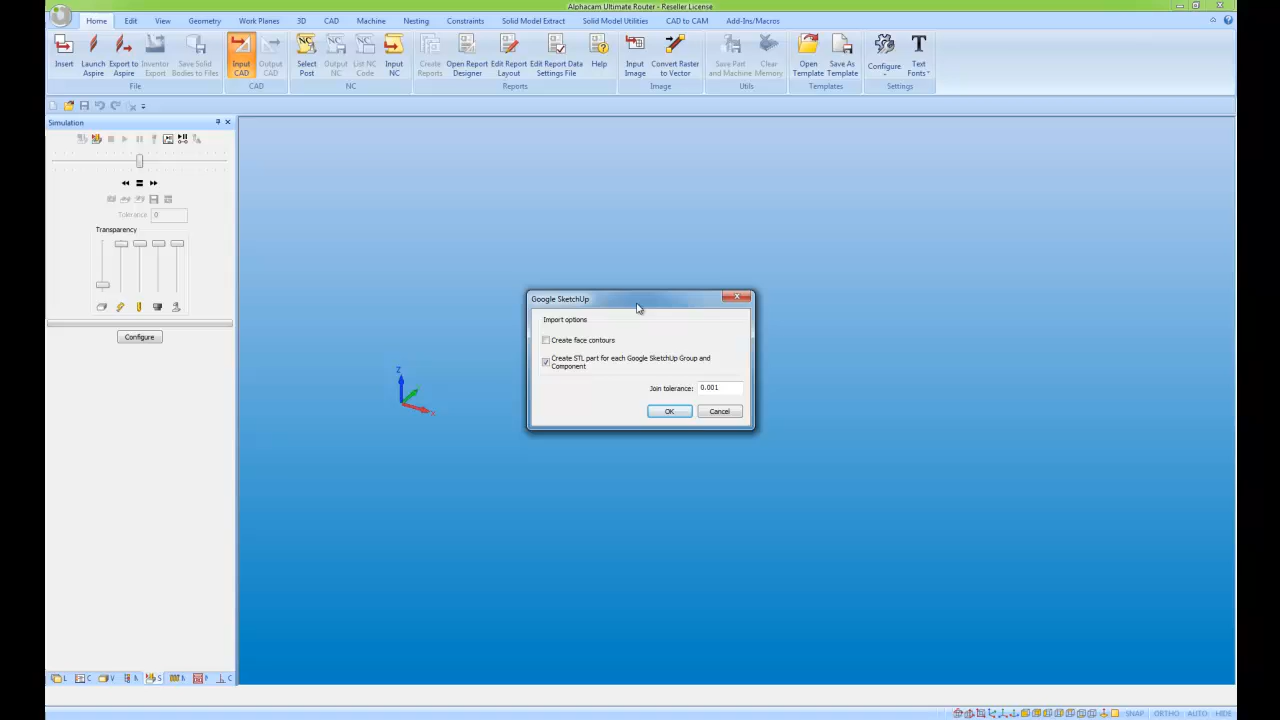 Alphacam Ultimate Router - Reseller License
Home Edit View Geometry Work Planes 3D CAD Machine Nesting Constraints Solid Model Extract Solid Model Utilities CAD to CAM Add-Ins/Macros
Insert Launch Aspire Export to Aspire Inventor Export Save Solid Bodies to Files Input CAD Output CAD Select Post Output NC List NC Code Input NC Create Reports Open Report Designer Edit Report Layout Edit Report Data Settings File Help Input Image Convert Raster to Vector Save Part and Machine Clear Memory Open Template Save As Template Configure Text Fonts
File CAD NC Reports Image Utils Templates Settings
Simulation
Tolerance 0
Transparency
Configure
Google SketchUp
Import options
Create face contours
Create STL part for each Google SketchUp Group and
Component
Join tolerance: 0.001
OK Cancel
Z
X
L C V S C
SNAP ORTHO AUTO HIDE